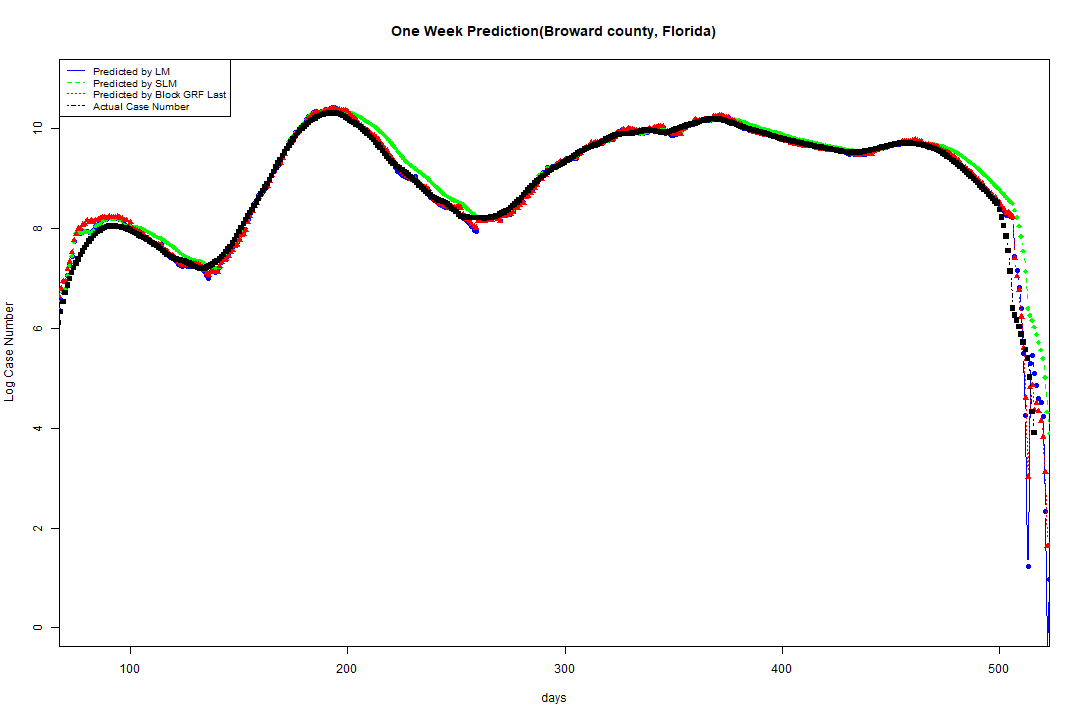 One Week Prediction(Broward county, Florida)
Predicted by LM
Predicted by SLM
Predicted by Block GRF Last
Actual Case Number
Log Case Number
10
8
6
4
2
0
100 200 300 400 500
days